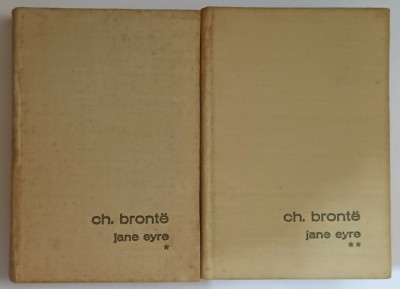 ch. brontë
jane eyre
*
ch. brontë
jane eyre
**